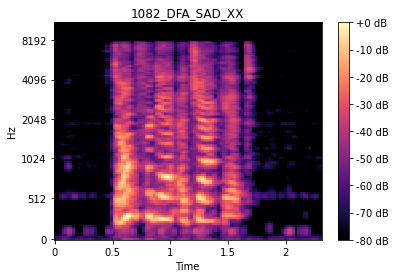 1082_DFA_SAD_XX
8192
4096
2048
1024
512
0
Hz
0
0.5
1
1.5
2
Time
+0 dB
-10 dB
-20 dB
-30 dB
-40 dB
-50 dB
-60 dB
-70 dB
-80 dB